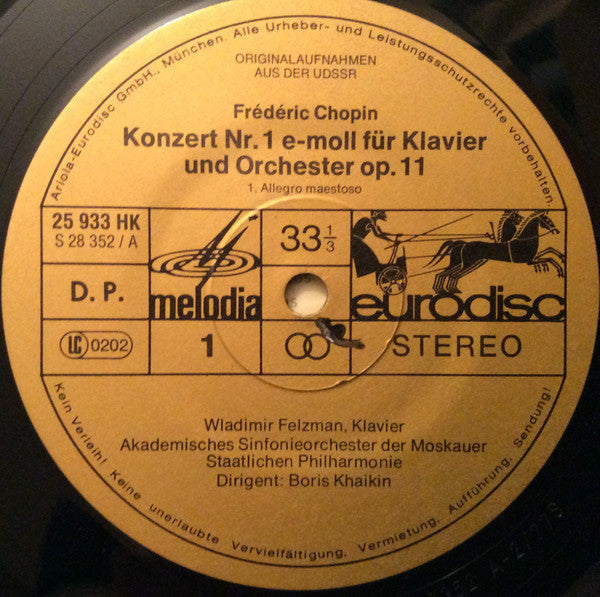 Ariola-Eurodisc GmbH., München. Alle Urheber- und Leistungsschutzrechte vorbehalten.
ORIGINALAUFNAHMEN
AUS DER UDSSR
Frédéric Chopin
Konzert Nr. 1 e-moll für Klavier
und Orchester op. 11
1. Allegro maestoso
25 933 HK
S 28 352 / A
33 1/3
D. P.
melodia
eurodisc
LC 0202
1
STEREO
Wladimir Felzman, Klavier
Akademisches Sinfonieorchester der Moskauer
Staatlichen Philharmonie
Dirigent: Boris Khaikin
Kein Verleih! Keine unerlaubte Vervielfältigung, Vermietung, Aufführung, Sendung!